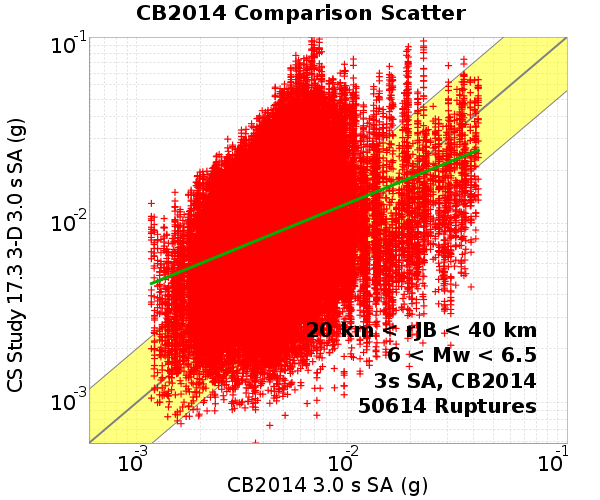 CB2014 Comparison Scatter
CS Study 17.3 3-D 3.0 s SA (g)
10-1
10-2
10-3
20 km < rJB < 40 km
6 < Mw < 6.5
3s SA, CB2014
50614 Ruptures
10-3 10-2 10-1
CB2014 3.0 s SA (g)